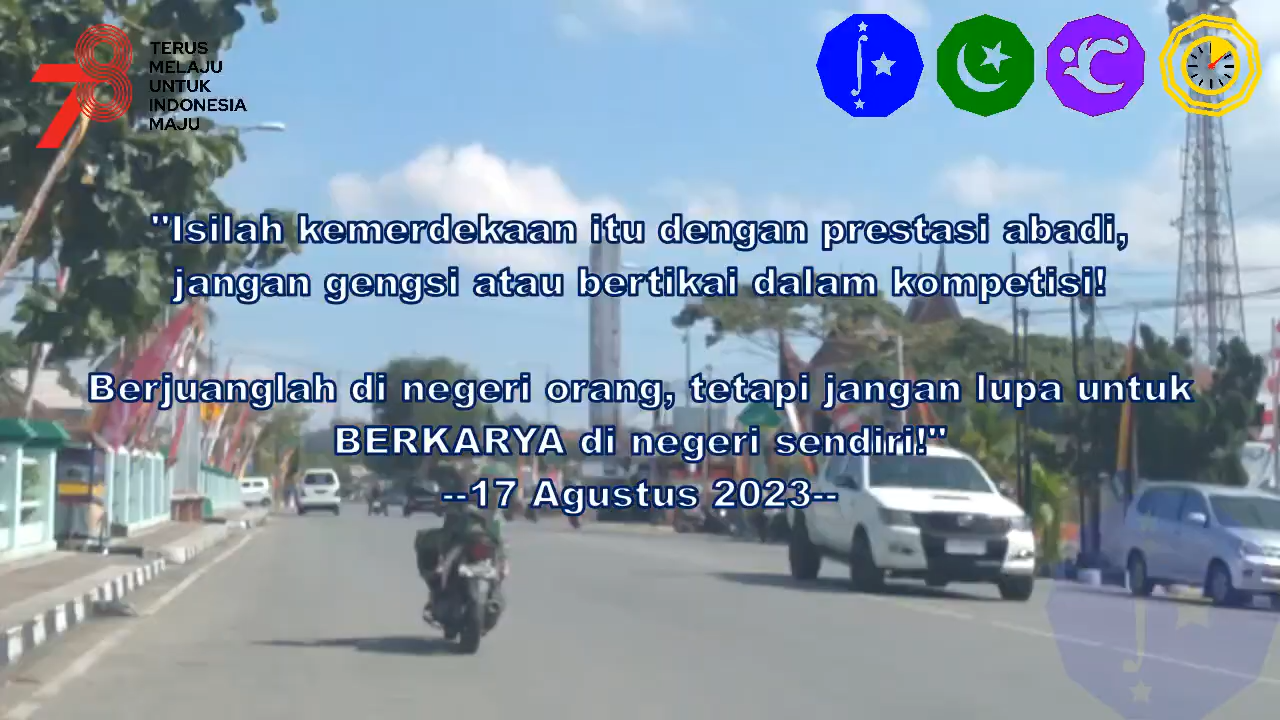 78
TERUS
MELAJU
UNTUK
INDONESIA
MAJU
"Isilah kemerdekaan itu dengan prestasi abadi,
jangan gengsi atau bertikai dalam kompetisi!
Berjuanglah di negeri orang, tetapi jangan lupa untuk
BERKARYA di negeri sendiri!"
--17 Agustus 2023--